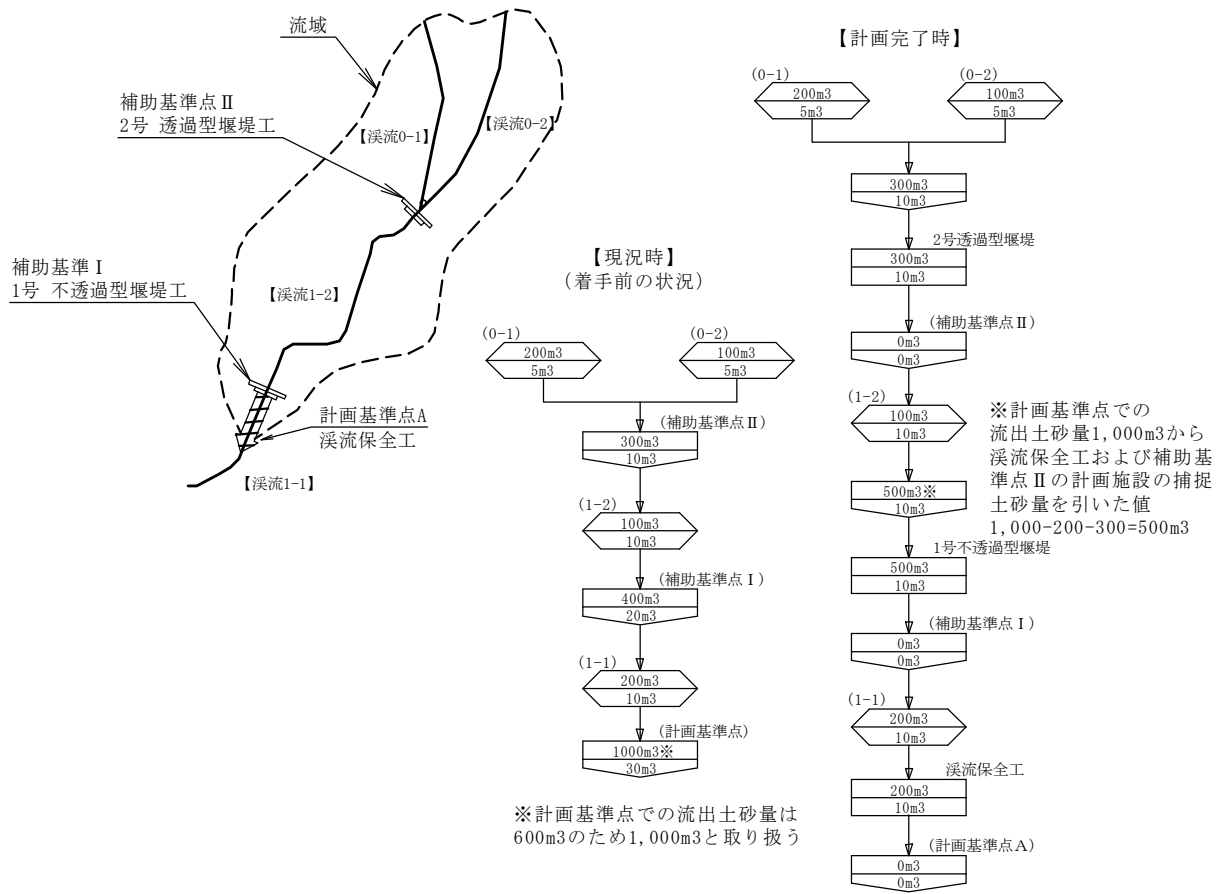 流域
補助基準点Ⅱ
2号 透過型堰堤工
【渓流0-1】
【渓流0-2】
補助基準Ⅰ
1号 不透過型堰堤工
【渓流1-2】
計画基準点A
渓流保全工
【渓流1-1】
【現況時】
(着手前の状況)
(0-1)
200m3
5m3
(0-2)
100m3
5m3
(補助基準点Ⅱ)
300m3
10m3
(1-2)
100m3
10m3
(補助基準点Ⅰ)
400m3
20m3
(1-1)
200m3
10m3
(計画基準点)
1000m3※
30m3
※計画基準点での流出土砂量は
600m3のため1,000m3と取り扱う
【計画完了時】
(0-1)
200m3
5m3
(0-2)
100m3
5m3
300m3
10m3
2号透過型堰堤
300m3
10m3
(補助基準点Ⅱ)
0m3
0m3
(1-2)
100m3
10m3
500m3※
10m3
※計画基準点での
流出土砂量1,000m3から
渓流保全工および補助基
準点Ⅱの計画施設の捕捉
土砂量を引いた値
1,000-200-300=500m3
1号不透過型堰堤
500m3
10m3
(補助基準点Ⅰ)
0m3
0m3
(1-1)
200m3
10m3
渓流保全工
200m3
10m3
(計画基準点A)
0m3
0m3